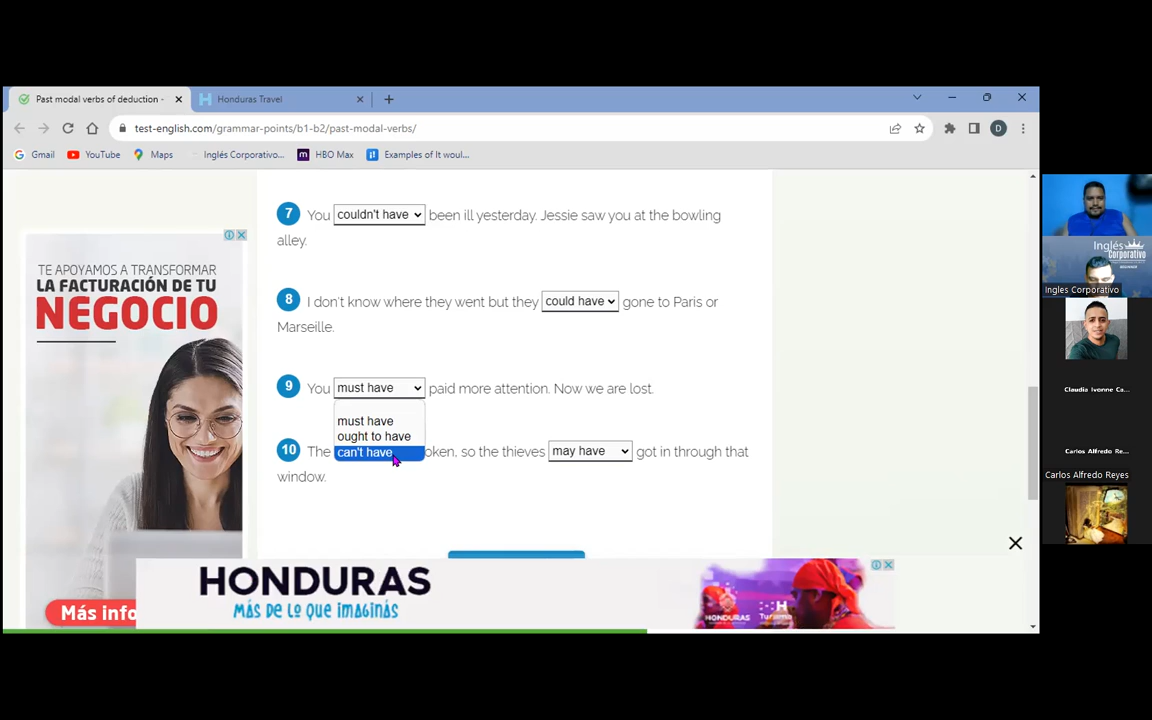 Past modal verbs of deduction -
Honduras Travel
test-english.com/grammar-points/b1-b2/past-modal-verbs/
Gmail
YouTube
Maps
Inglés Corporativo...
HBO Max
Examples of It wou...
TE APOYAMOS A TRANSFORMAR
LA FACTURACIÓN DE TU
NEGOCIO
Más info
7 You couldn't have been ill yesterday. Jessie saw you at the bowling
alley.
8 I don't know where they went but they could have gone to Paris or
Marseille.
9 You must have paid more attention. Now we are lost.
must have
ought to have
can't have
10 The oken, so the thieves may have got in through that
window.
HONDURAS
MÁS DE LO QUE IMAGINÁS
HONDURAS
Turismo
Inglés
Corporativo
Ingles Corporativo
Claudia Ivonne Ca...
Carlos Alfredo Re...
Carlos Alfredo Reyes
D